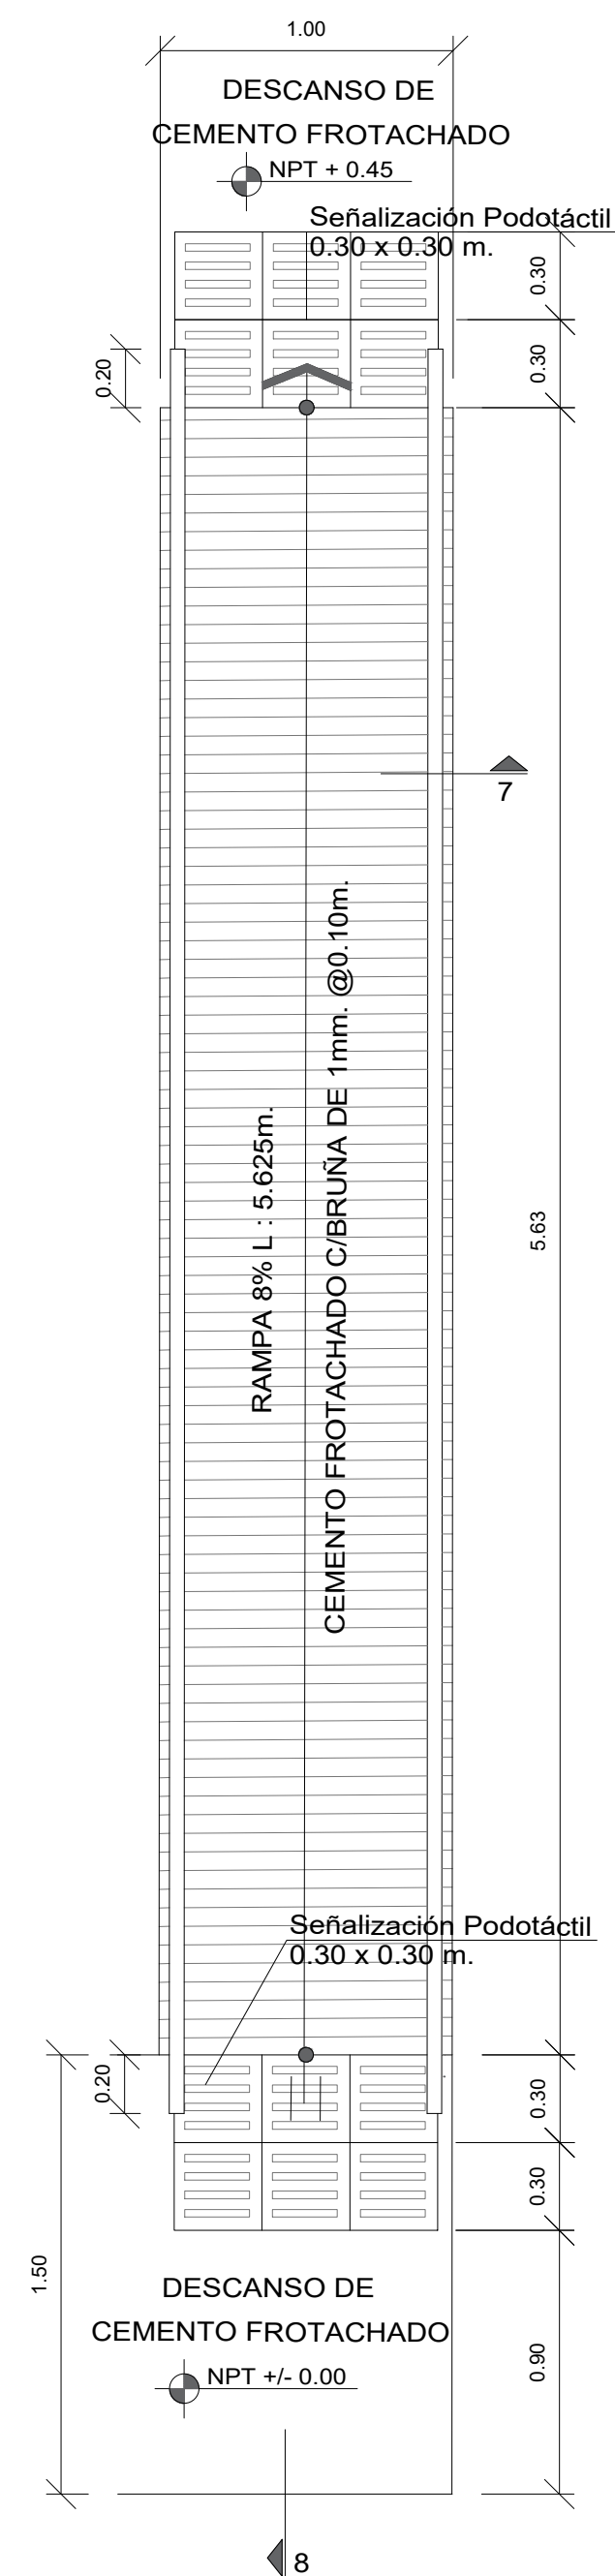 1.00
DESCANSO DE
CEMENTO FROTACHADO
NPT + 0.45
Señalización Podotáctil
0.30 x 0.30 m.
0.30
0.30
0.20
7
RAMPA 8% L : 5.625m.
CEMENTO FROTACHADO C/BRUÑA DE 1mm. @0.10m.
5.63
Señalización Podotáctil
0.30 x 0.30 m.
0.20
0.30
0.30
1.50
DESCANSO DE
CEMENTO FROTACHADO
NPT +/- 0.00
0.90
8